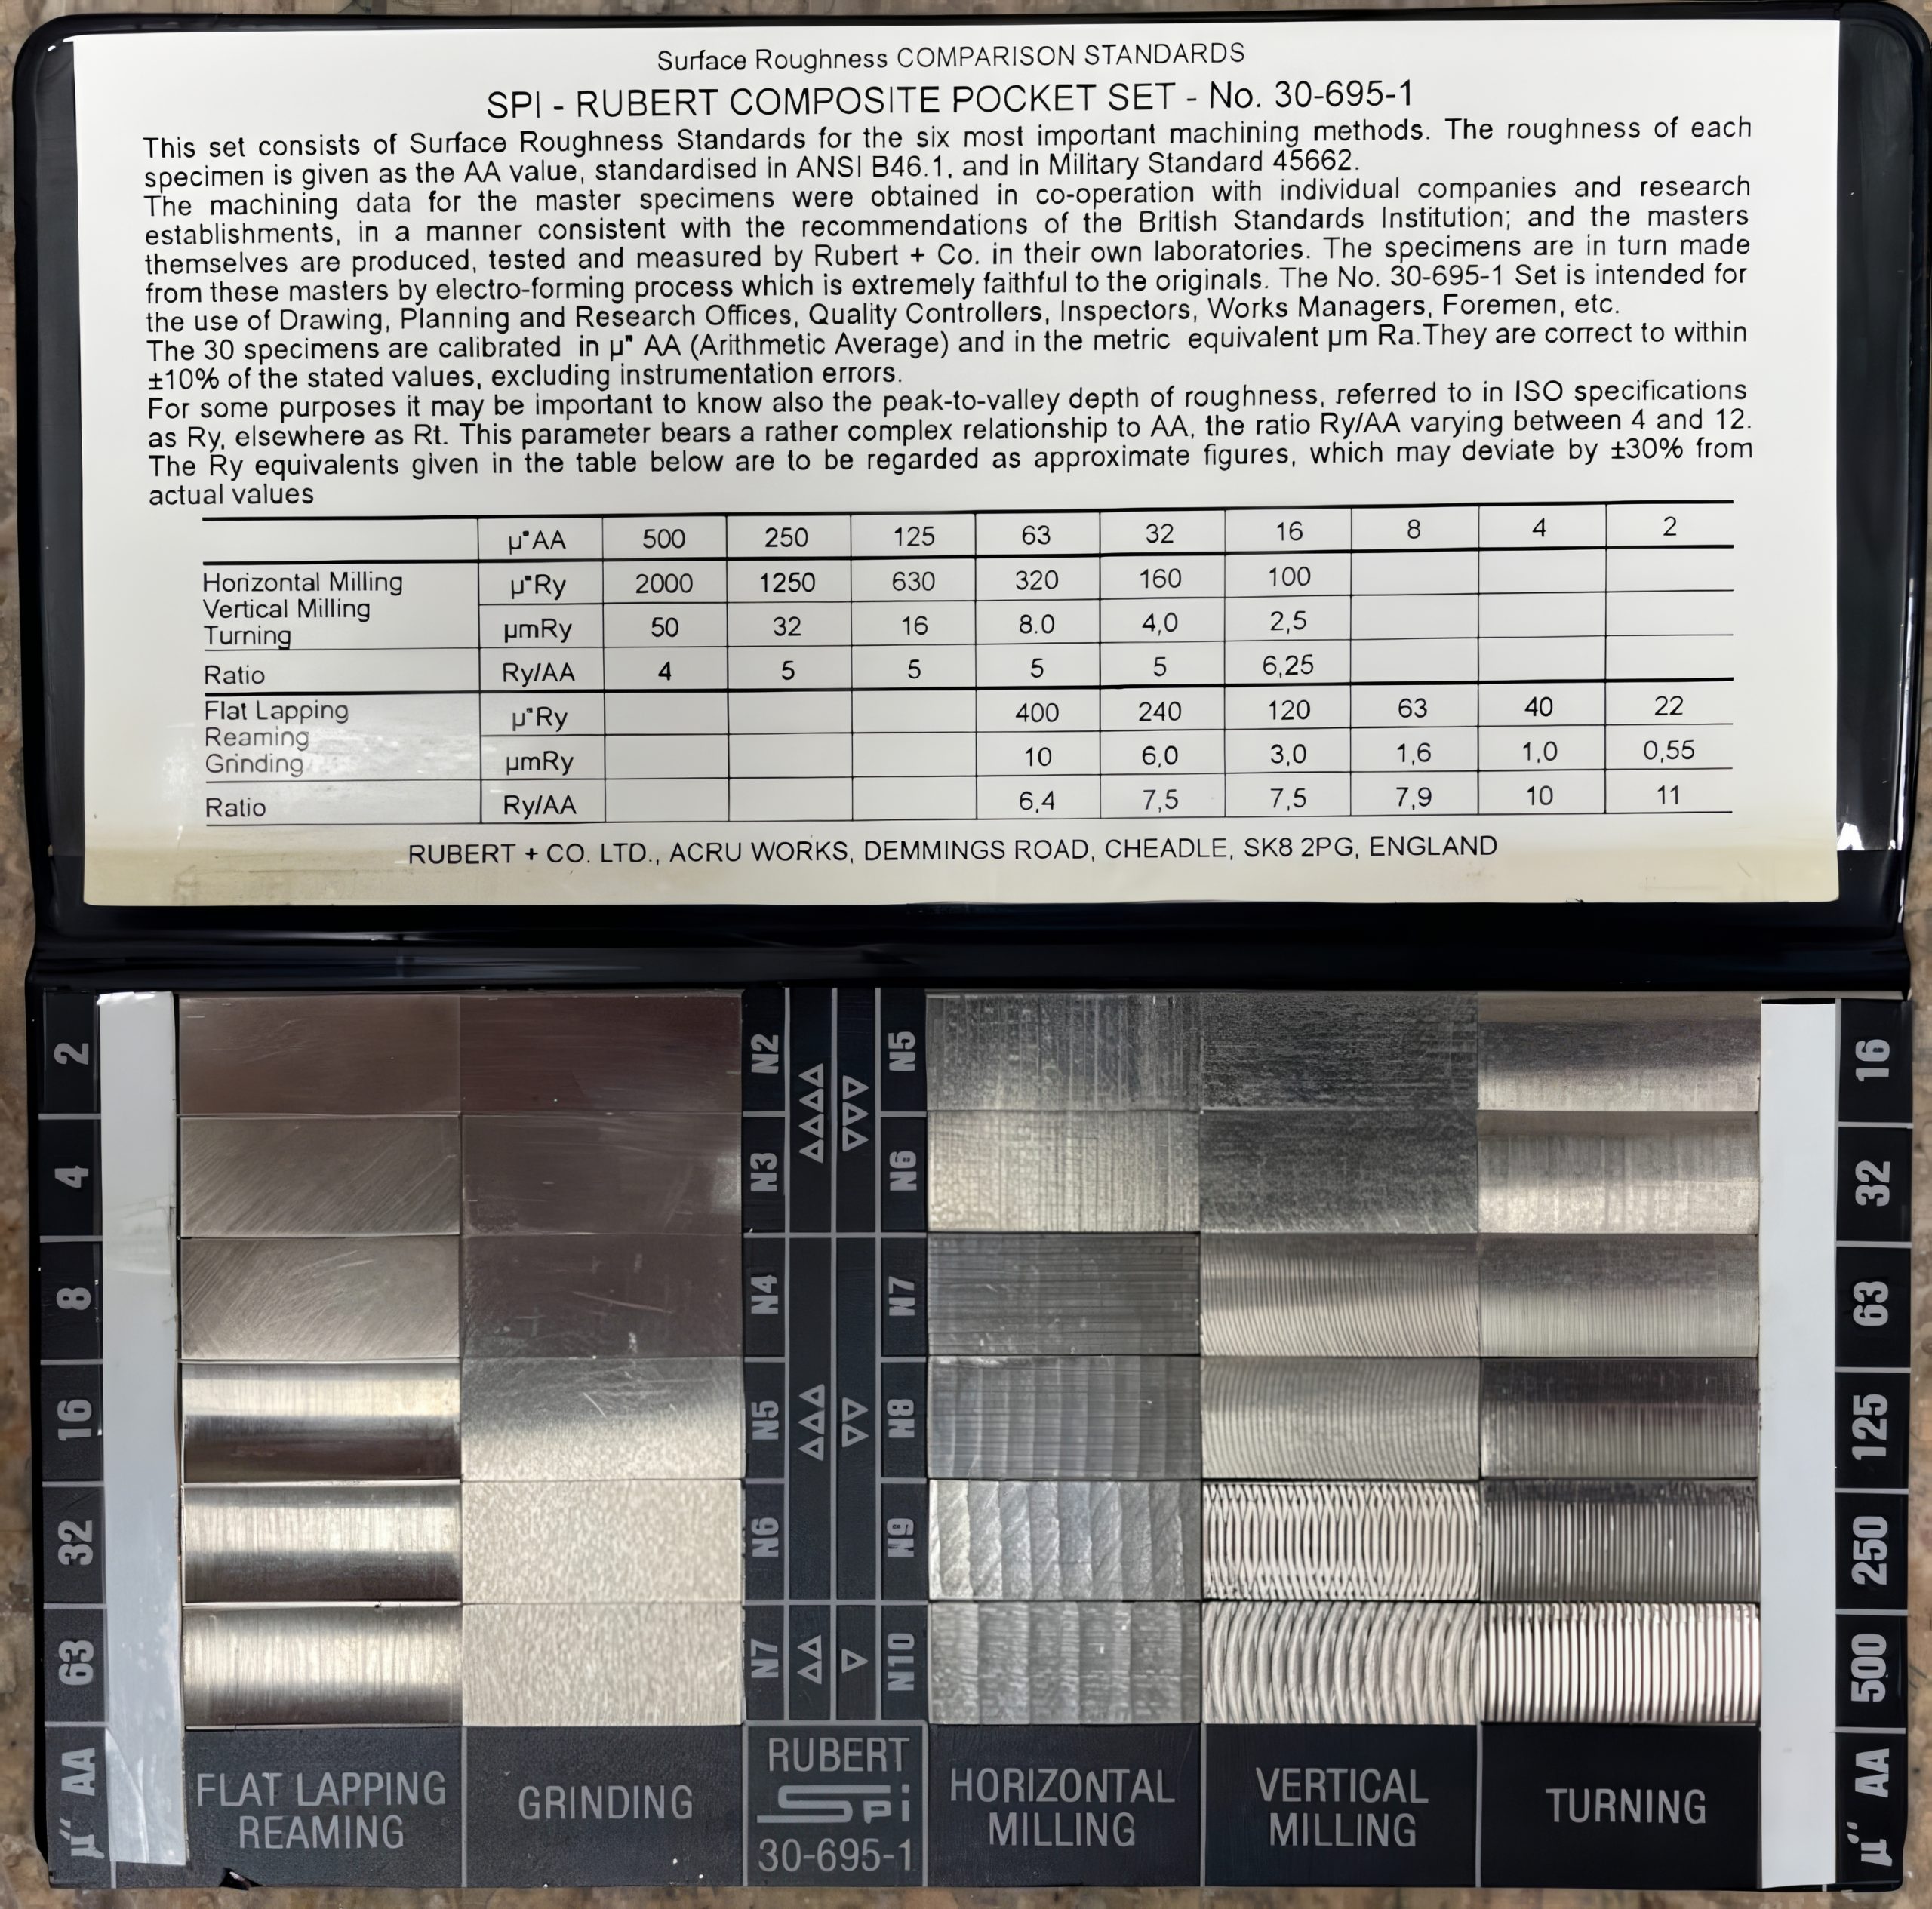 Surface Roughness COMPARISON STANDARDS
SPI - RUBERT COMPOSITE POCKET SET - No. 30-695-1
This set consists of Surface Roughness Standards for the six most important machining methods. The roughness of each
specimen is given as the AA value, standardised in ANSI B46.1, and in Military Standard 45662.
The machining data for the master specimens were obtained in co-operation with individual companies and research
establishments, in a manner consistent with the recommendations of the British Standards Institution; and the masters
themselves are produced, tested and measured by Rubert + Co. in their own laboratories. The specimens are in turn made
from these masters by electro-forming process which is extremely faithful to the originals. The No. 30-695-1 Set is intended for
the use of Drawing, Planning and Research Offices, Quality Controllers, Inspectors, Works Managers, Foremen, etc.
The 30 specimens are calibrated in µ" AA (Arithmetic Average) and in the metric equivalent µm Ra.They are correct to within
±10% of the stated values, excluding instrumentation errors.
For some purposes it may be important to know also the peak-to-valley depth of roughness, referred to in ISO specifications
as Ry, elsewhere as Rt. This parameter bears a rather complex relationship to AA, the ratio Ry/AA varying between 4 and 12.
The Ry equivalents given in the table below are to be regarded as approximate figures, which may deviate by ±30% from
actual values
µ"AA 500 250 125 63 32 16 8 4 2
Horizontal Milling µ"Ry 2000 1250 630 320 160 100
Vertical Milling
Turning µmRy 50 32 16 8.0 4,0 2,5
Ratio Ry/AA 4 5 5 5 5 6,25
Flat Lapping µ"Ry 400 240 120 63 40 22
Reaming
Grinding µmRy 10 6,0 3,0 1,6 1,0 0,55
Ratio Ry/AA 6,4 7,5 7,5 7,9 10 11
RUBERT + CO. LTD., ACRU WORKS, DEMMINGS ROAD, CHEADLE, SK8 2PG, ENGLAND
2 N2 N5 16
4 N3 N6 32
8 N4 N7 63
16 N5 N8 125
32 N6 N9 250
63 N7 N10 500
µ" AA
FLAT LAPPING
REAMING
GRINDING
RUBERT
SPi
30-695-1
HORIZONTAL
MILLING
VERTICAL
MILLING
TURNING
µ" AA